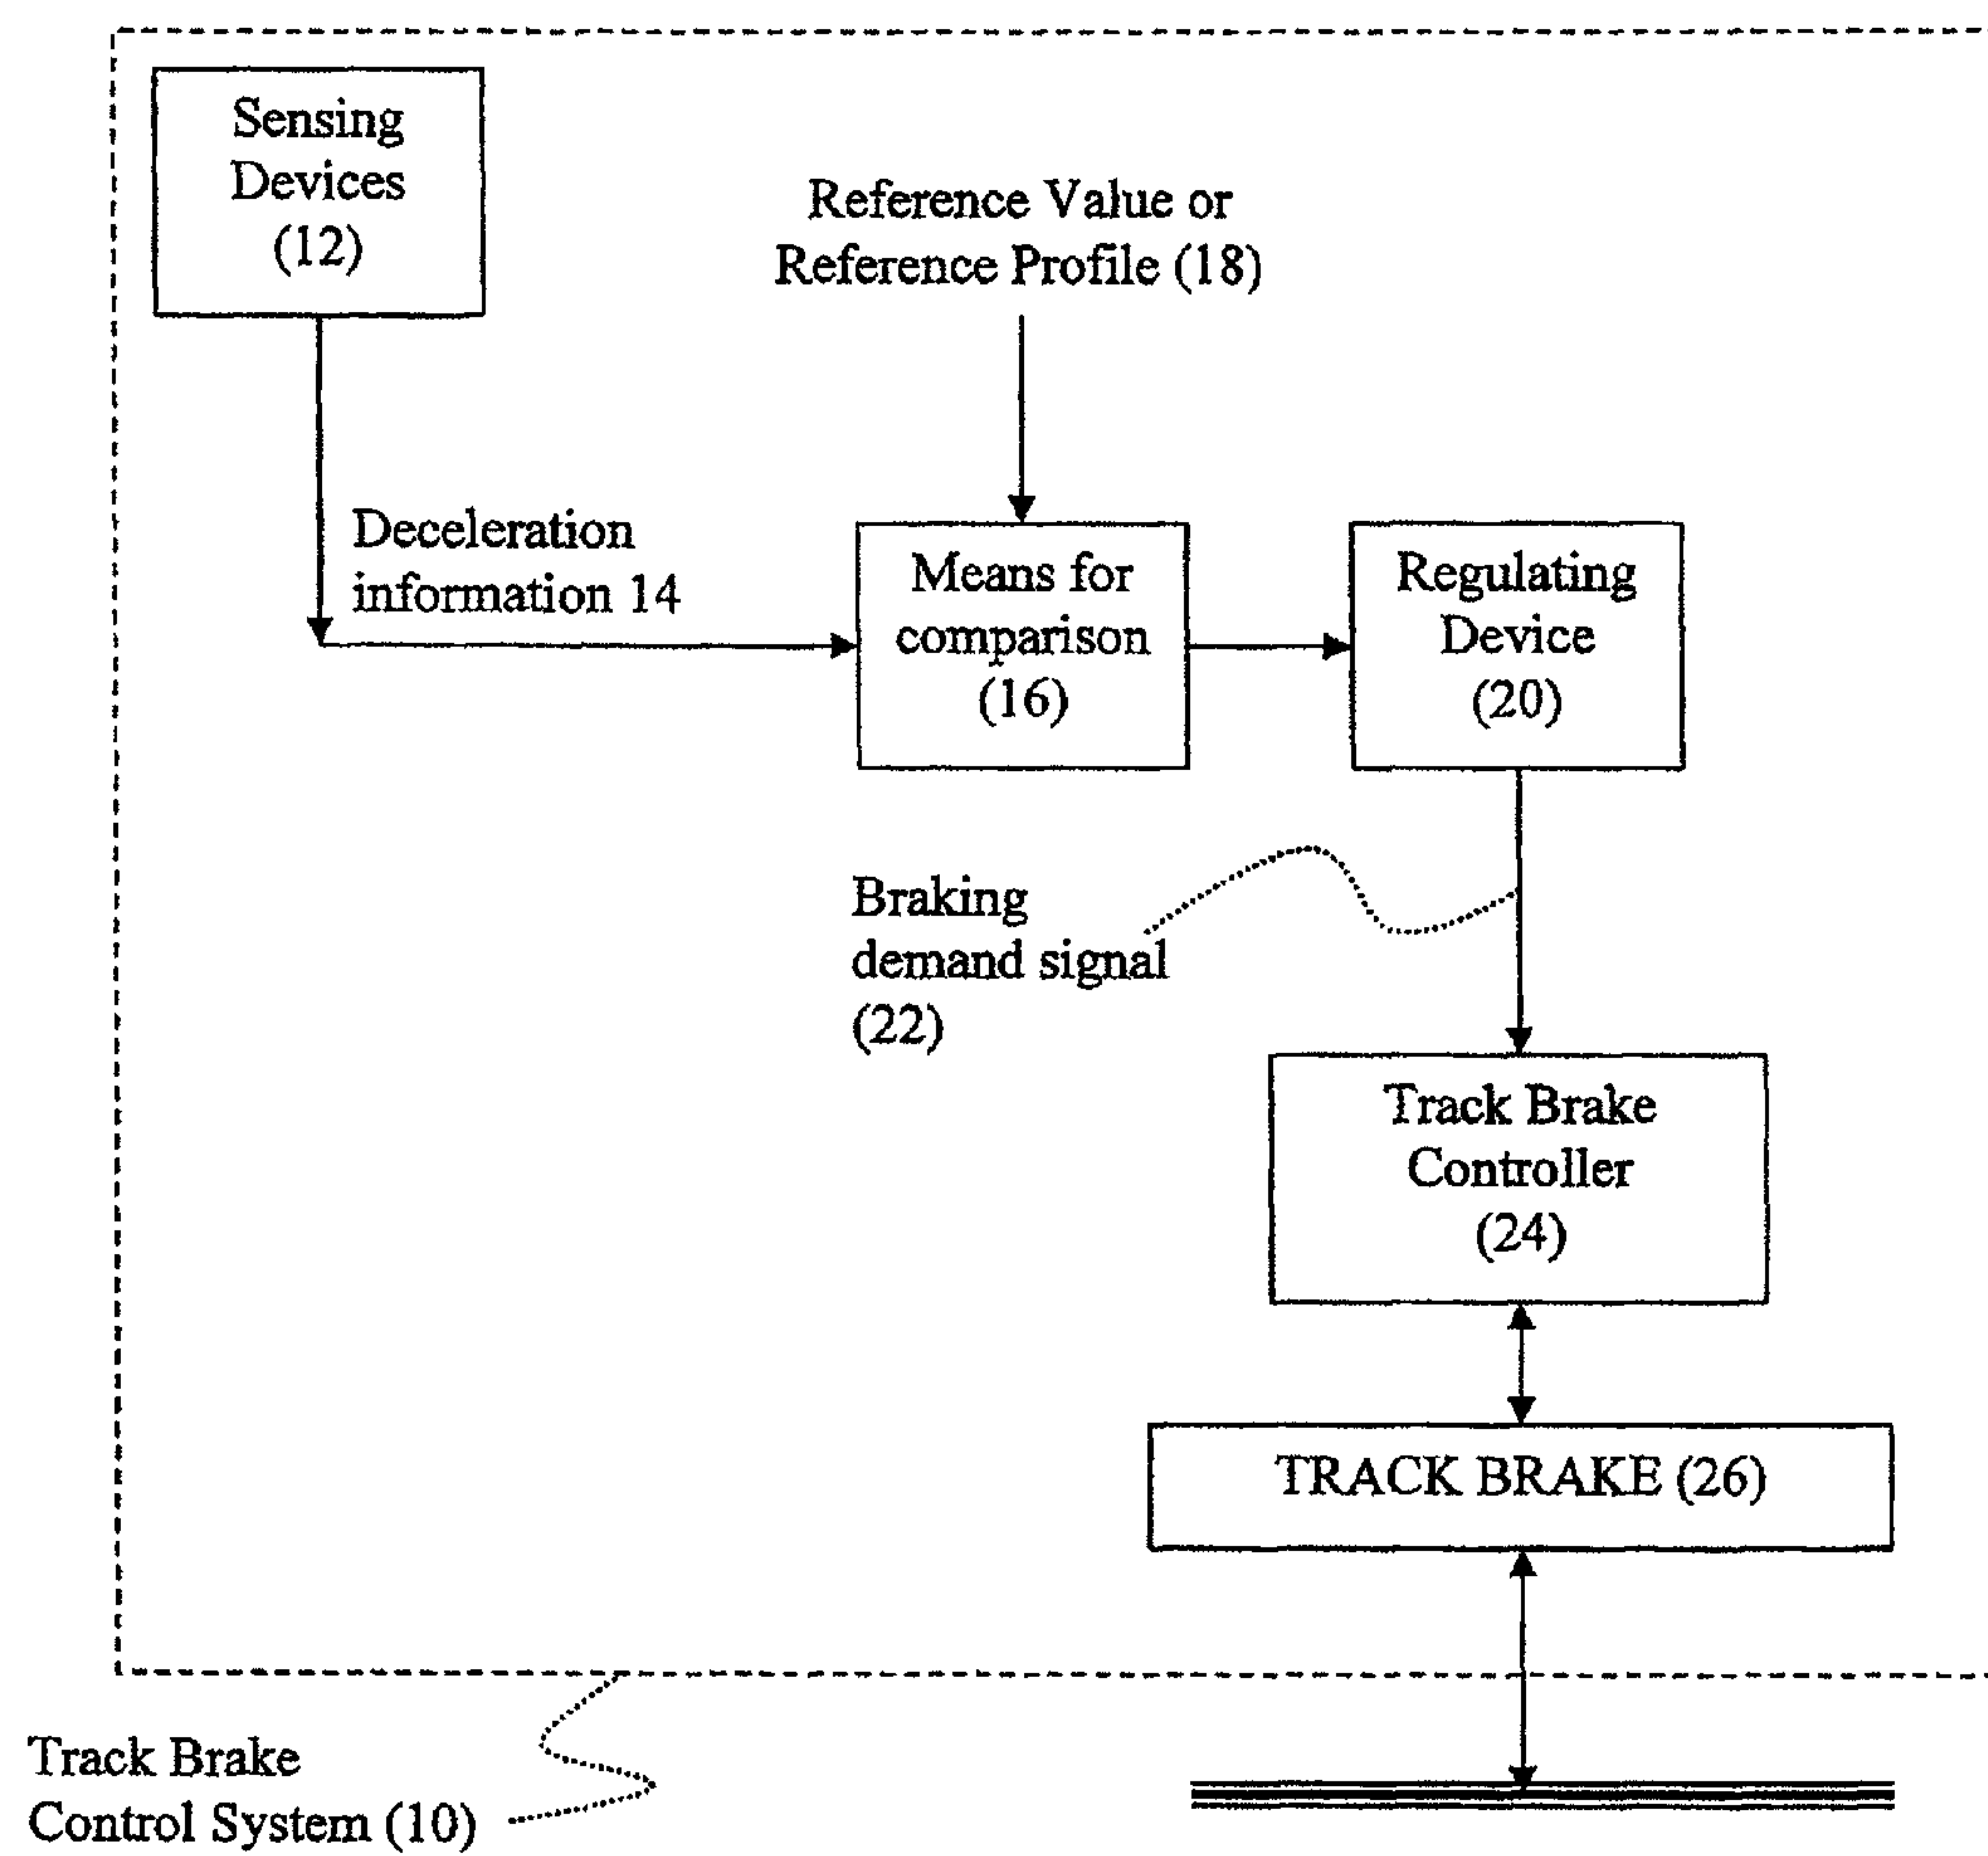 Sensing
Devices
(12)
Reference Value or
Reference Profile (18)
Deceleration
information 14
Means for
comparison
(16)
Regulating
Device
(20)
Braking
demand signal
(22)
Track Brake
Controller
(24)
TRACK BRAKE (26)
Track Brake
Control System (10)